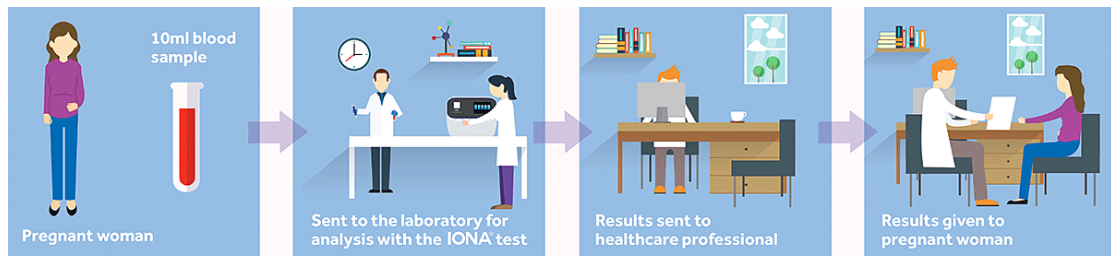 10ml blood
sample
Pregnant woman
Sent to the laboratory for
analysis with the IONA® test
Results sent to
healthcare professional
Results given to
pregnant woman